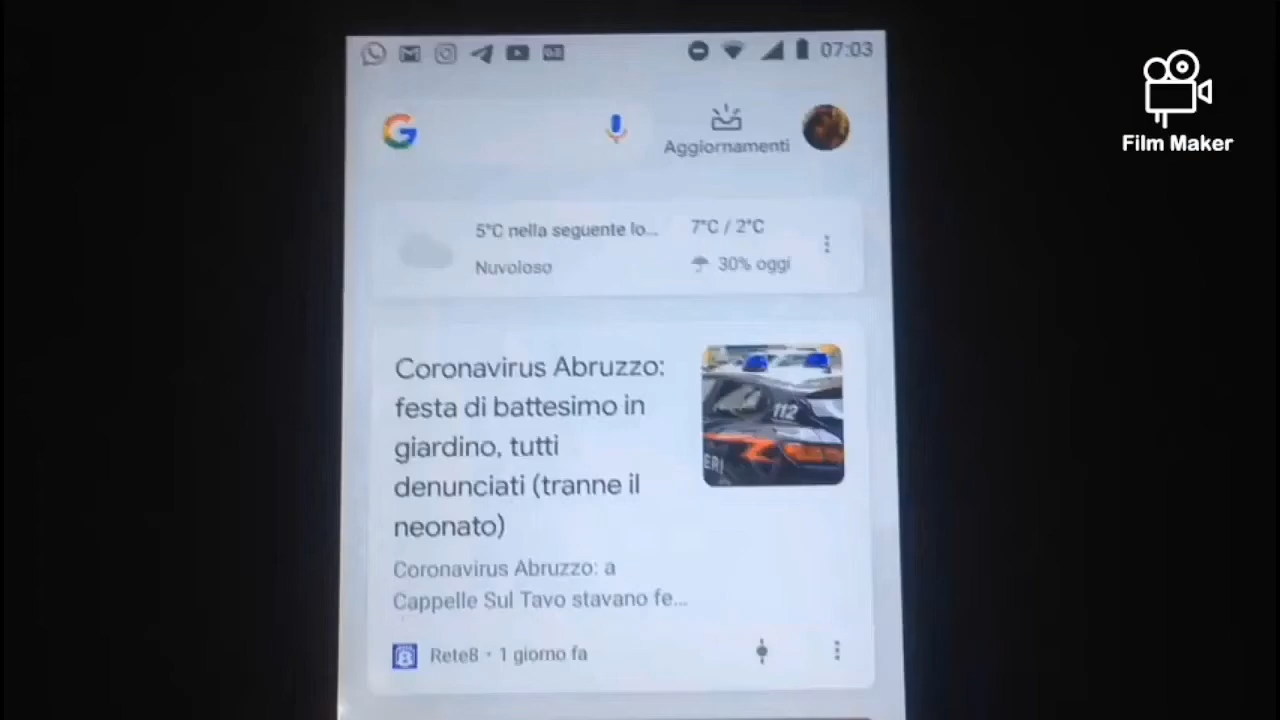 07:03
Film Maker
Aggiornamenti
5°C nella seguente lo...
7°C / 2°C
Nuvoloso
30% oggi
Coronavirus Abruzzo:
festa di battesimo in
giardino, tutti
denunciati (tranne il
neonato)
112
ERI
Coronavirus Abruzzo: a
Cappelle Sul Tavo stavano fe...
Rete8 · 1 giorno fa